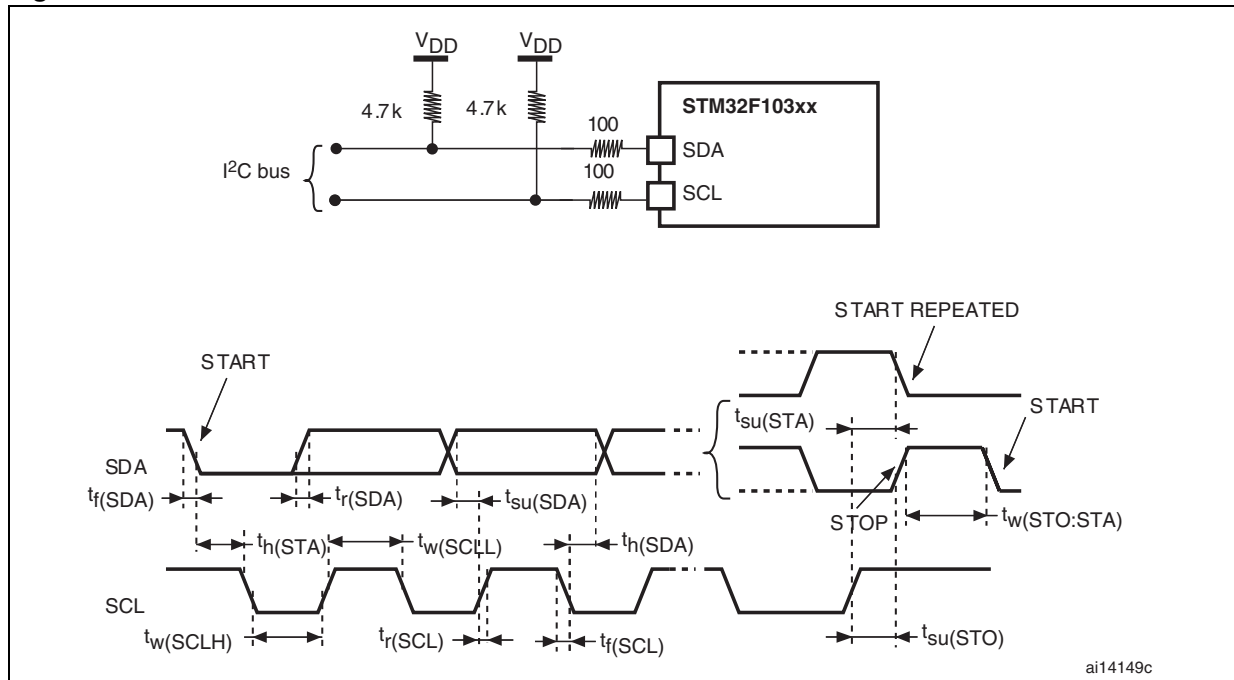 VDD VDD
4.7k 4.7k
STM32F103xx
100
SDA
I²C bus
100
SCL
START REPEATED
START
tsu(STA)
START
SDA
tf(SDA)
tr(SDA)
tsu(SDA)
STOP
tw(STO:STA)
th(STA)
tw(SCLL)
th(SDA)
SCL
tw(SCLH)
tr(SCL)
tf(SCL)
tsu(STO)
ai14149c